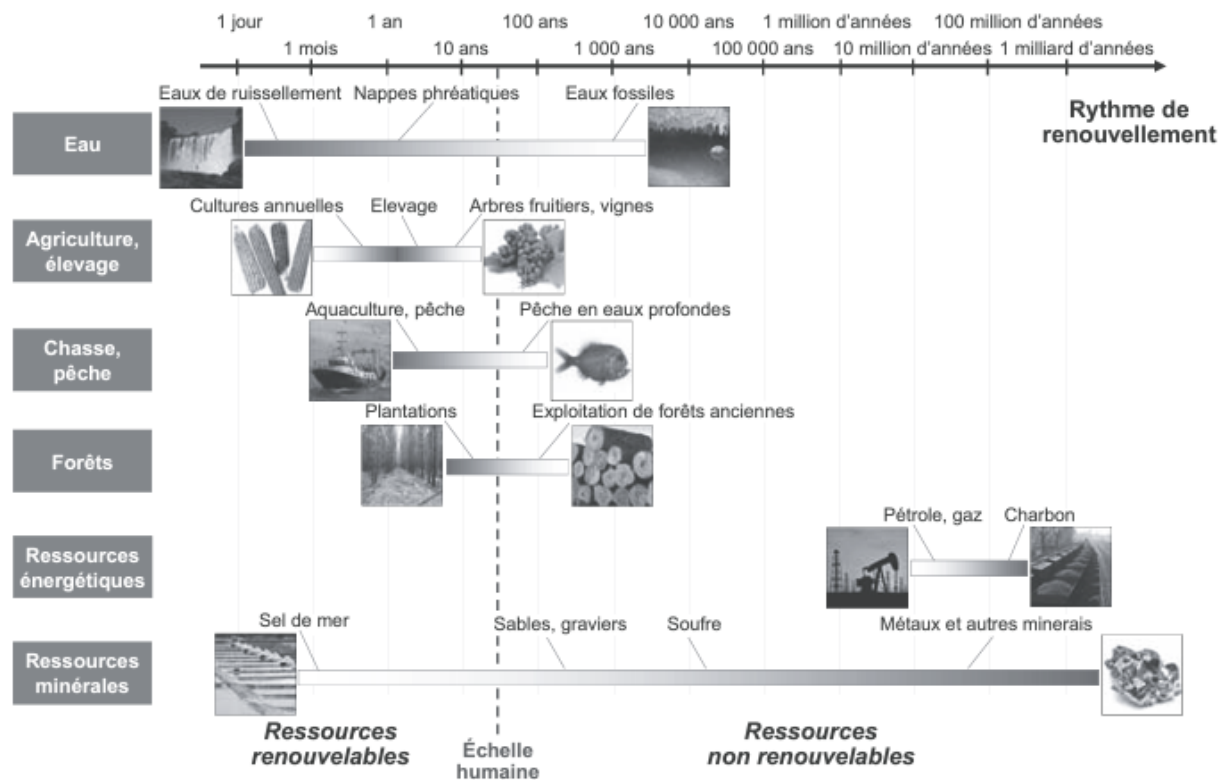 1 jour 1 an 100 ans 10 000 ans 1 million d'années 100 million d'années
1 mois 10 ans 1 000 ans 100 000 ans 10 million d'années 1 milliard d'années
Rythme de
renouvellement
Eau
Eaux de ruissellement Nappes phréatiques Eaux fossiles
Agriculture,
élevage
Cultures annuelles Elevage Arbres fruitiers, vignes
Chasse,
pêche
Aquaculture, pêche Pêche en eaux profondes
Forêts
Plantations Exploitation de forêts anciennes
Ressources
énergétiques
Pétrole, gaz Charbon
Ressources
minérales
Sel de mer Sables, graviers Soufre Métaux et autres minerais
Ressources
renouvelables
Échelle
humaine
Ressources
non renouvelables